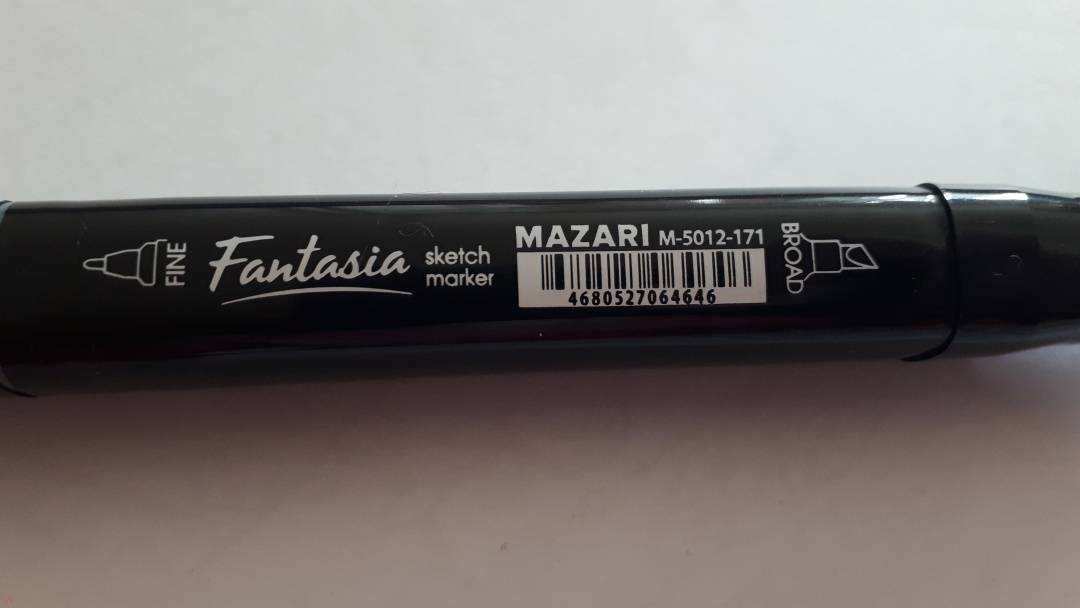 FINE
Fantasia
sketch
marker
MAZARI M-5012-171
4680527064646
BROAD